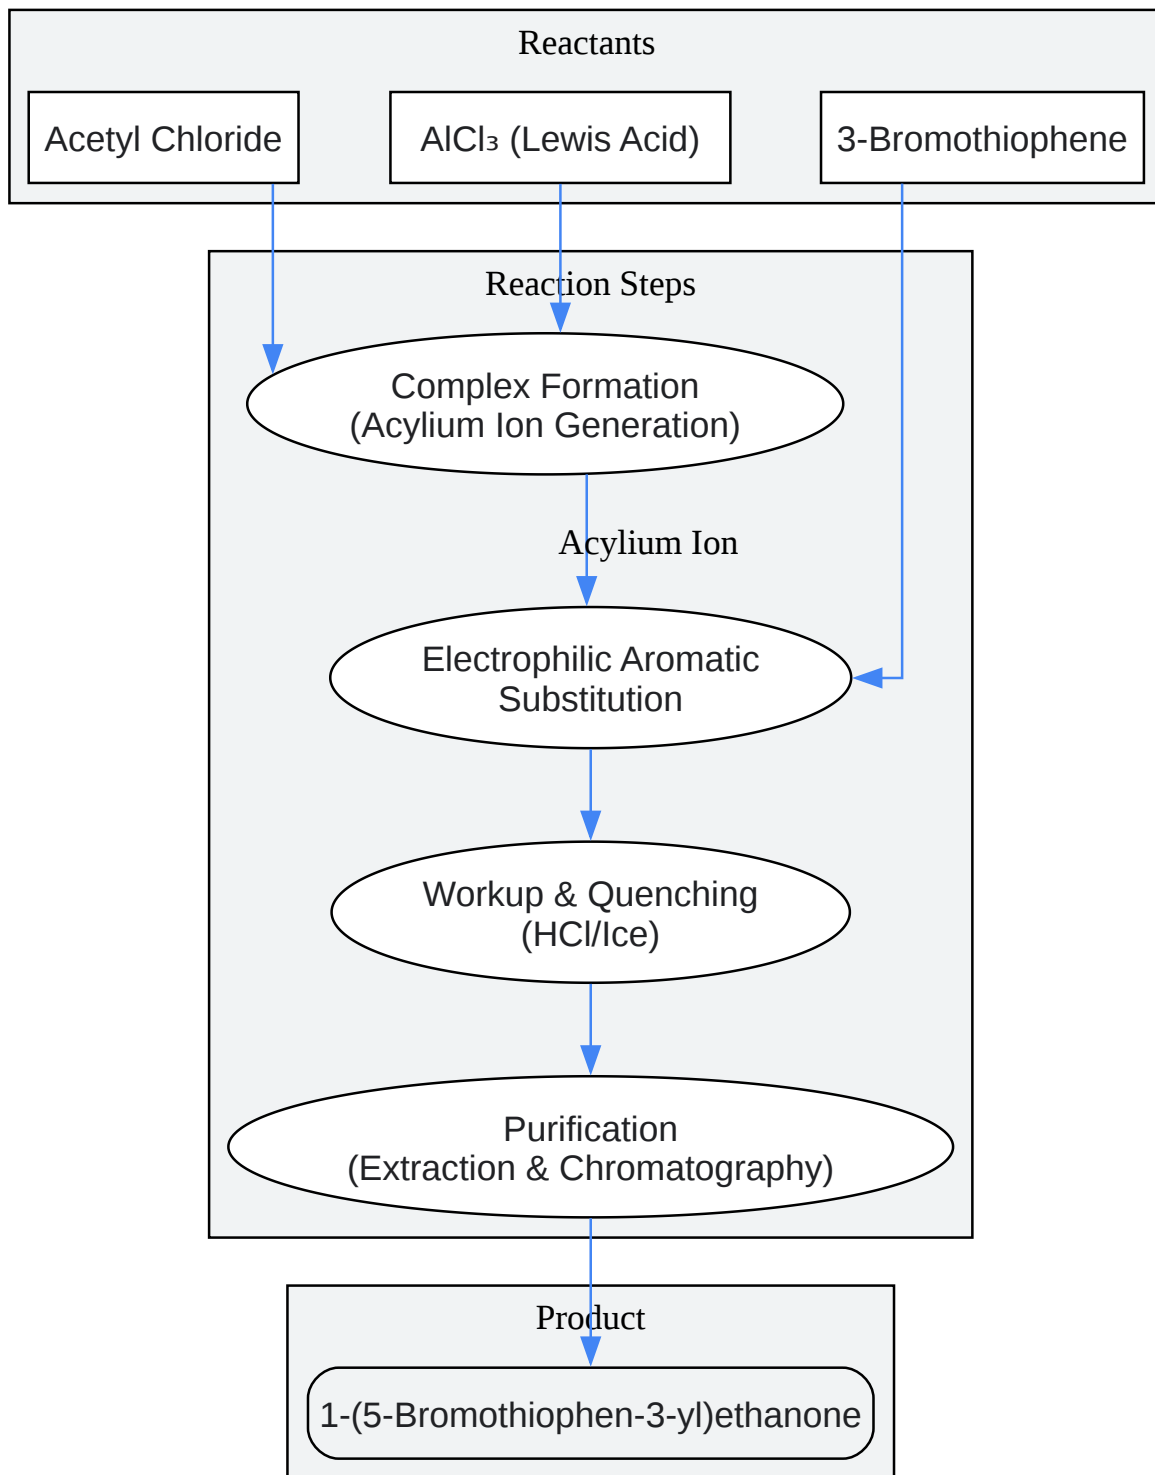 Reactants
Acetyl Chloride
AlCl₃ (Lewis Acid)
3-Bromothiophene
Reaction Steps
Complex Formation
(Acylium Ion Generation)
Acylium Ion
Electrophilic Aromatic
Substitution
Workup & Quenching
(HCl/Ice)
Purification
(Extraction & Chromatography)
Product
1-(5-Bromothiophen-3-yl)ethanone